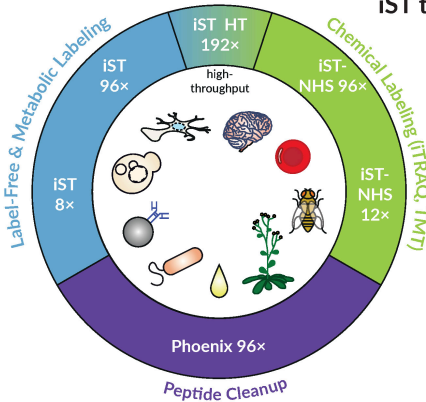 iST t
iST HT
192×
high-
throughput
Label-Free & Metabolic Labeling
iST
96×
iST
8×
Chemical Labeling (iTRAQ, TMT)
iST-
NHS 96×
iST-
NHS
12×
Phoenix 96×
Peptide Cleanup